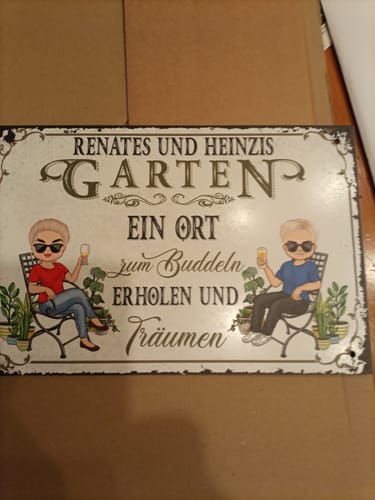 RENATES UND HEINZIS
GARTEN
EIN ORT
zum Buddeln
ERHOLEN UND
Träumen